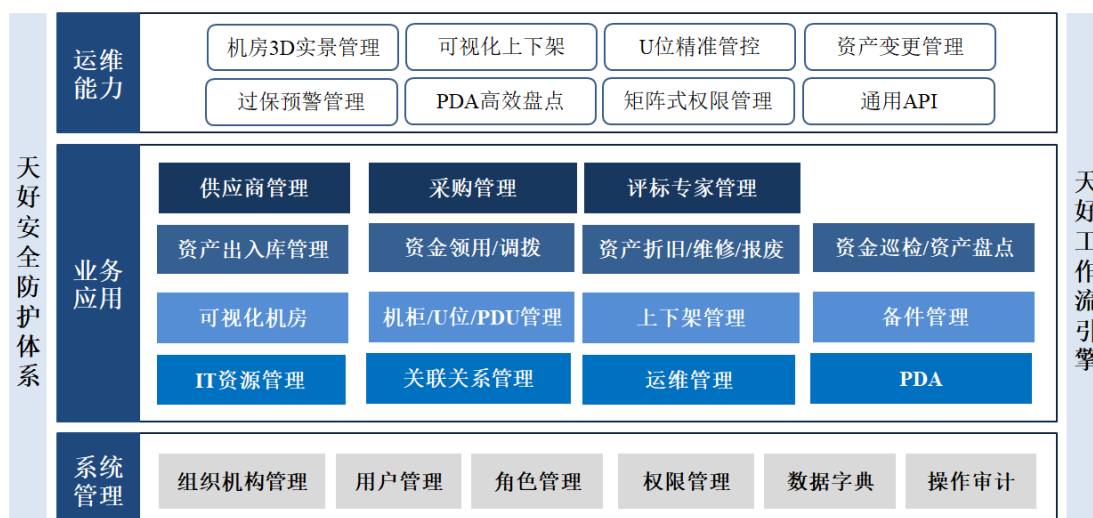 天好安全防护体系
运维能力
机房3D实景管理
可视化上下架
U位精准管控
资产变更管理
过保预警管理
PDA高效盘点
矩阵式权限管理
通用API
业务应用
供应商管理
采购管理
评标专家管理
资产出入库管理
资金领用/调拨
资产折旧/维修/报废
资金巡检/资产盘点
可视化机房
机柜/U位/PDU管理
上下架管理
备件管理
IT资源管理
关联关系管理
运维管理
PDA
系统管理
组织机构管理
用户管理
角色管理
权限管理
数据字典
操作审计
天好工作流引擎